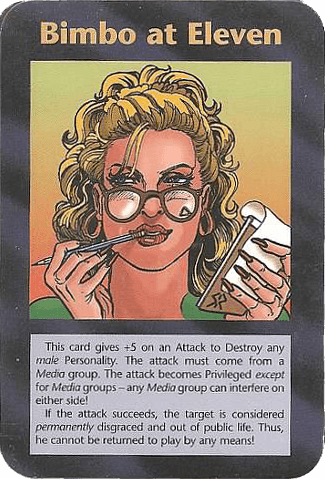 Bimbo at Eleven
This card gives +5 on an Attack to Destroy any
male Personality. The attack must come from a
Media group. The attack becomes Privileged except
for Media groups – any Media group can interfere on
either side!
If the attack succeeds, the target is considered
permanently disgraced and out of public life. Thus,
he cannot be returned to play by any means!